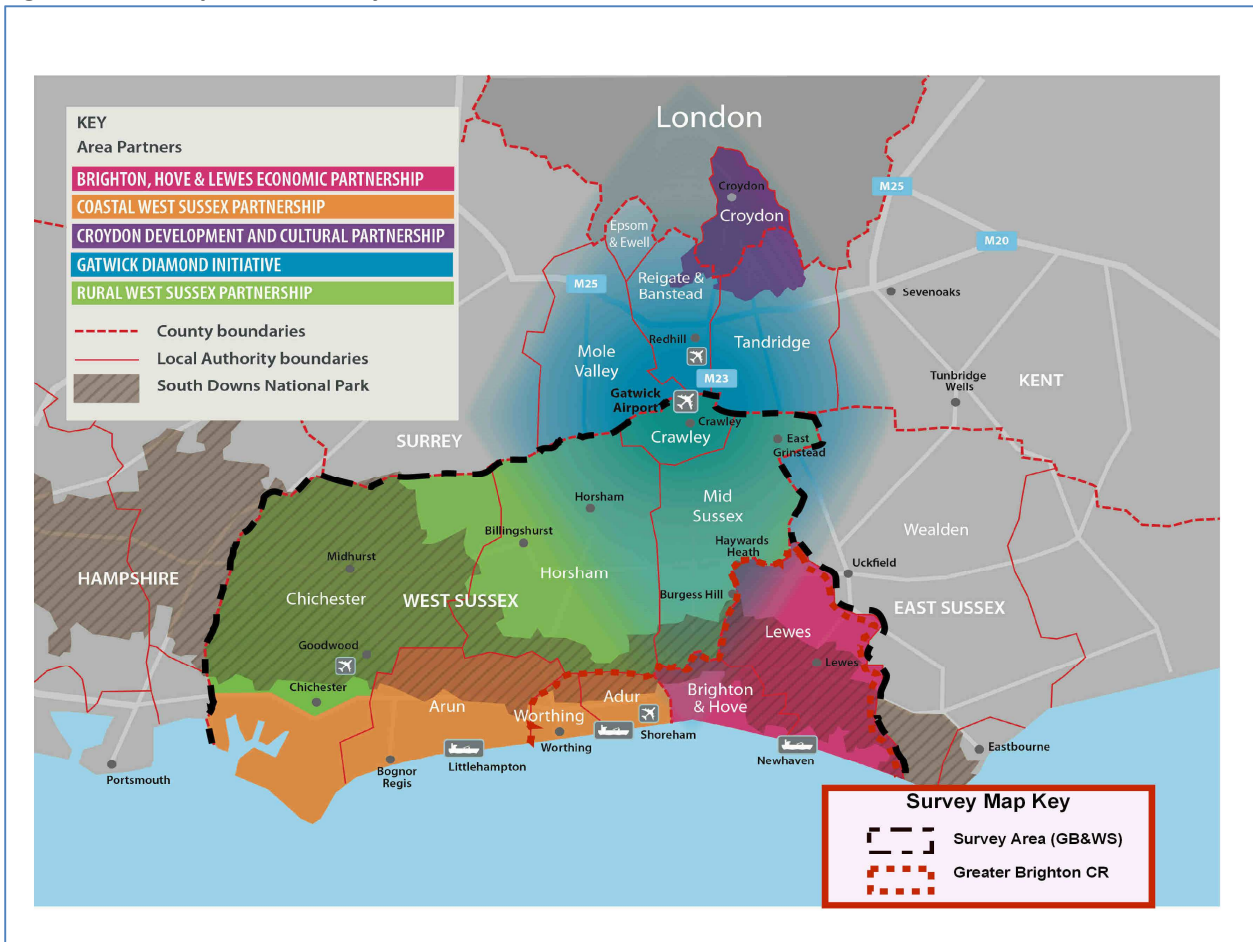 KEY
Area Partners
BRIGHTON, HOVE & LEWES ECONOMIC PARTNERSHIP
COASTAL WEST SUSSEX PARTNERSHIP
CROYDON DEVELOPMENT AND CULTURAL PARTNERSHIP
GATWICK DIAMOND INITIATIVE
RURAL WEST SUSSEX PARTNERSHIP
County boundaries
Local Authority boundaries
South Downs National Park
London
Croydon
Croydon
M25
Epsom
& Ewell
M20
Reigate &
Banstead
M25
Sevenoaks
Redhill
Tandridge
Mole
Valley
M23
Tunbridge
Wells
KENT
Gatwick
Airport
Crawley
Crawley
SURREY
East
Grinstead
Horsham
Mid
Sussex
Billingshurst
Wealden
Haywards
Heath
Midhurst
Uckfield
HAMPSHIRE
Horsham
Chichester
WEST SUSSEX
Burgess Hill
EAST SUSSEX
Lewes
Goodwood
Lewes
Chichester
Arun
Adur
Brighton
& Hove
Worthing
Worthing
Shoreham
Eastbourne
Newhaven
Portsmouth
Bognor
Regis
Littlehampton
Survey Map Key
Survey Area (GB&WS)
Greater Brighton CR